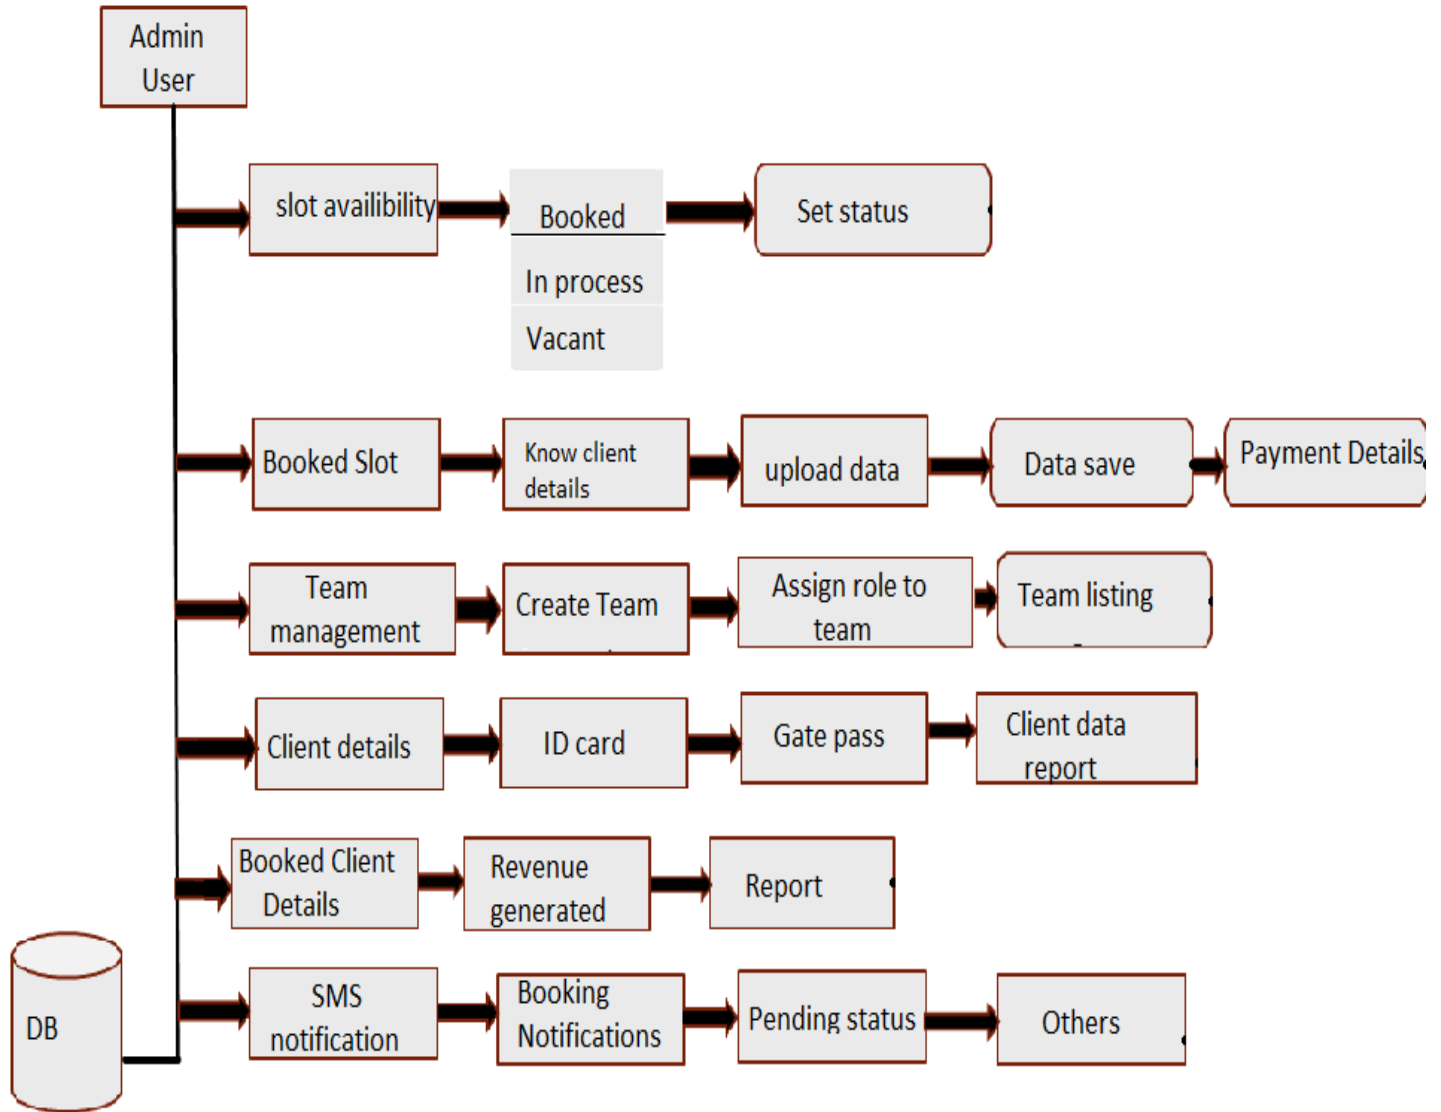 Admin
User
slot availibility
Booked
In process
Vacant
Set status
Booked Slot
Know client
details
upload data
Data save
Payment Details
Team
management
Create Team
Assign role to
team
Team listing
Client details
ID card
Gate pass
Client data
report
Booked Client
Details
Revenue
generated
Report
DB
SMS
notification
Booking
Notifications
Pending status
Others